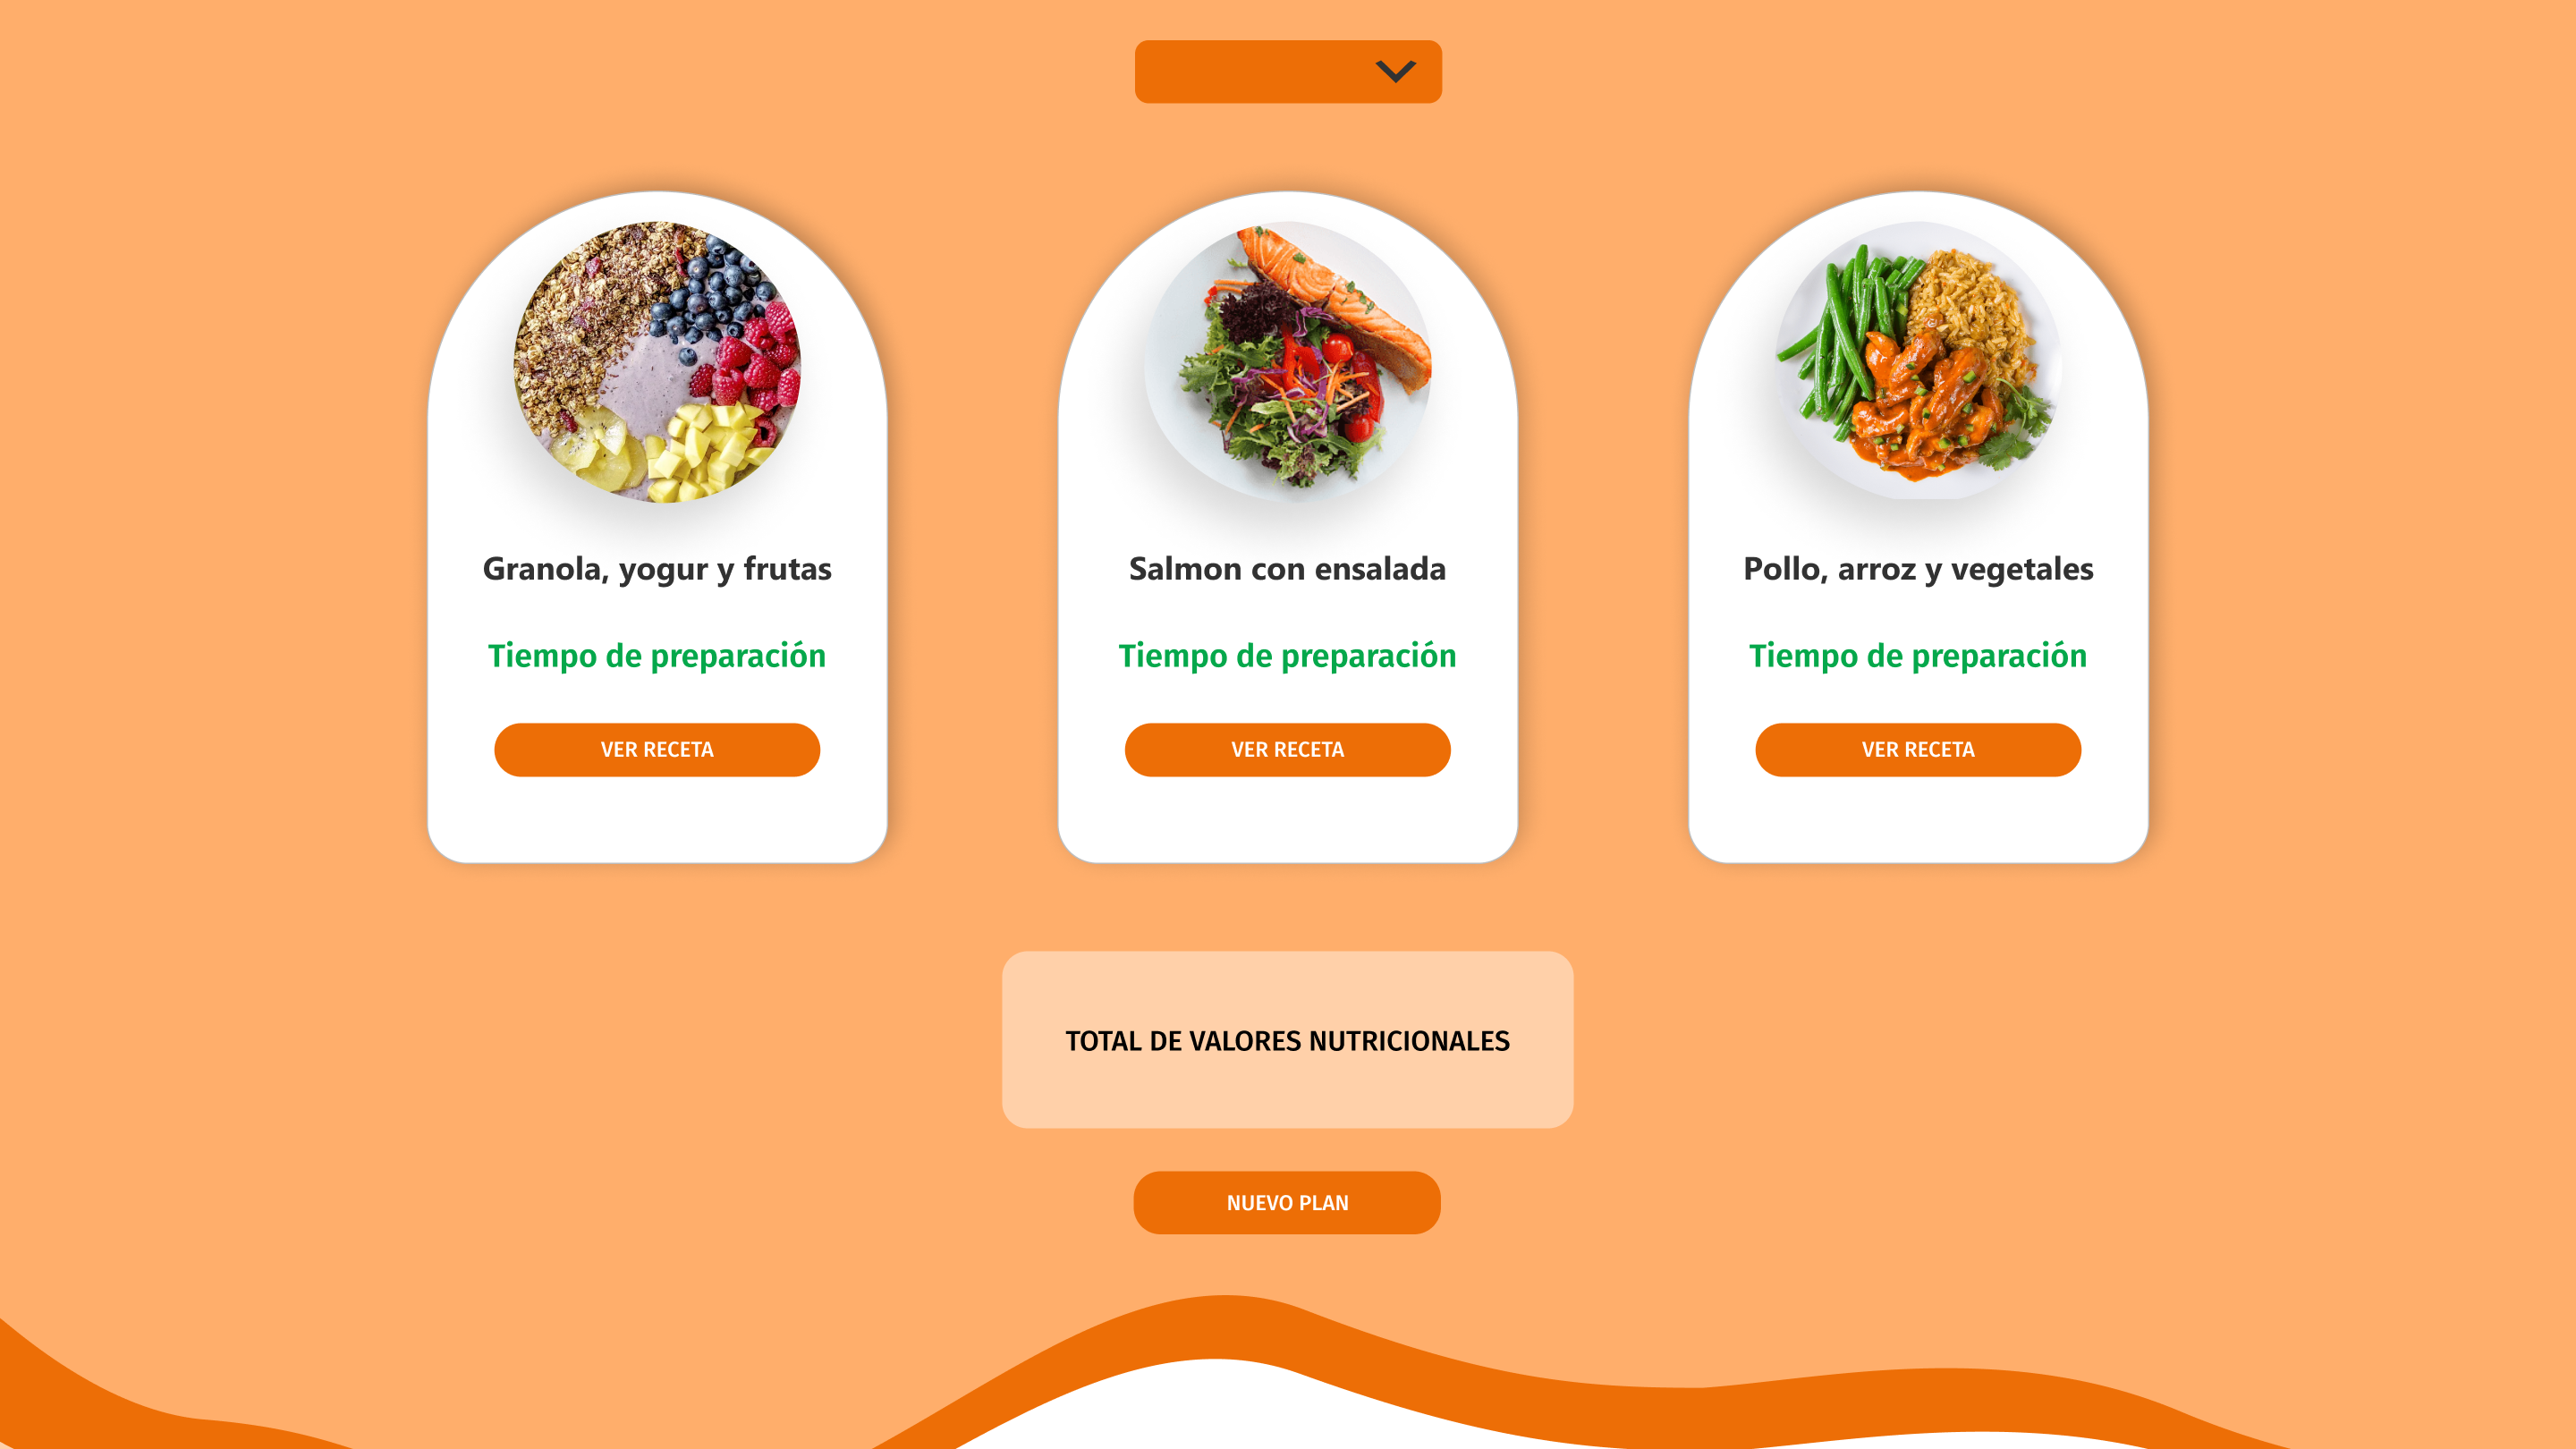 Granola, yogur y frutas
Tiempo de preparación
VER RECETA
Salmon con ensalada
Tiempo de preparación
VER RECETA
Pollo, arroz y vegetales
Tiempo de preparación
VER RECETA
TOTAL DE VALORES NUTRICIONALES
NUEVO PLAN